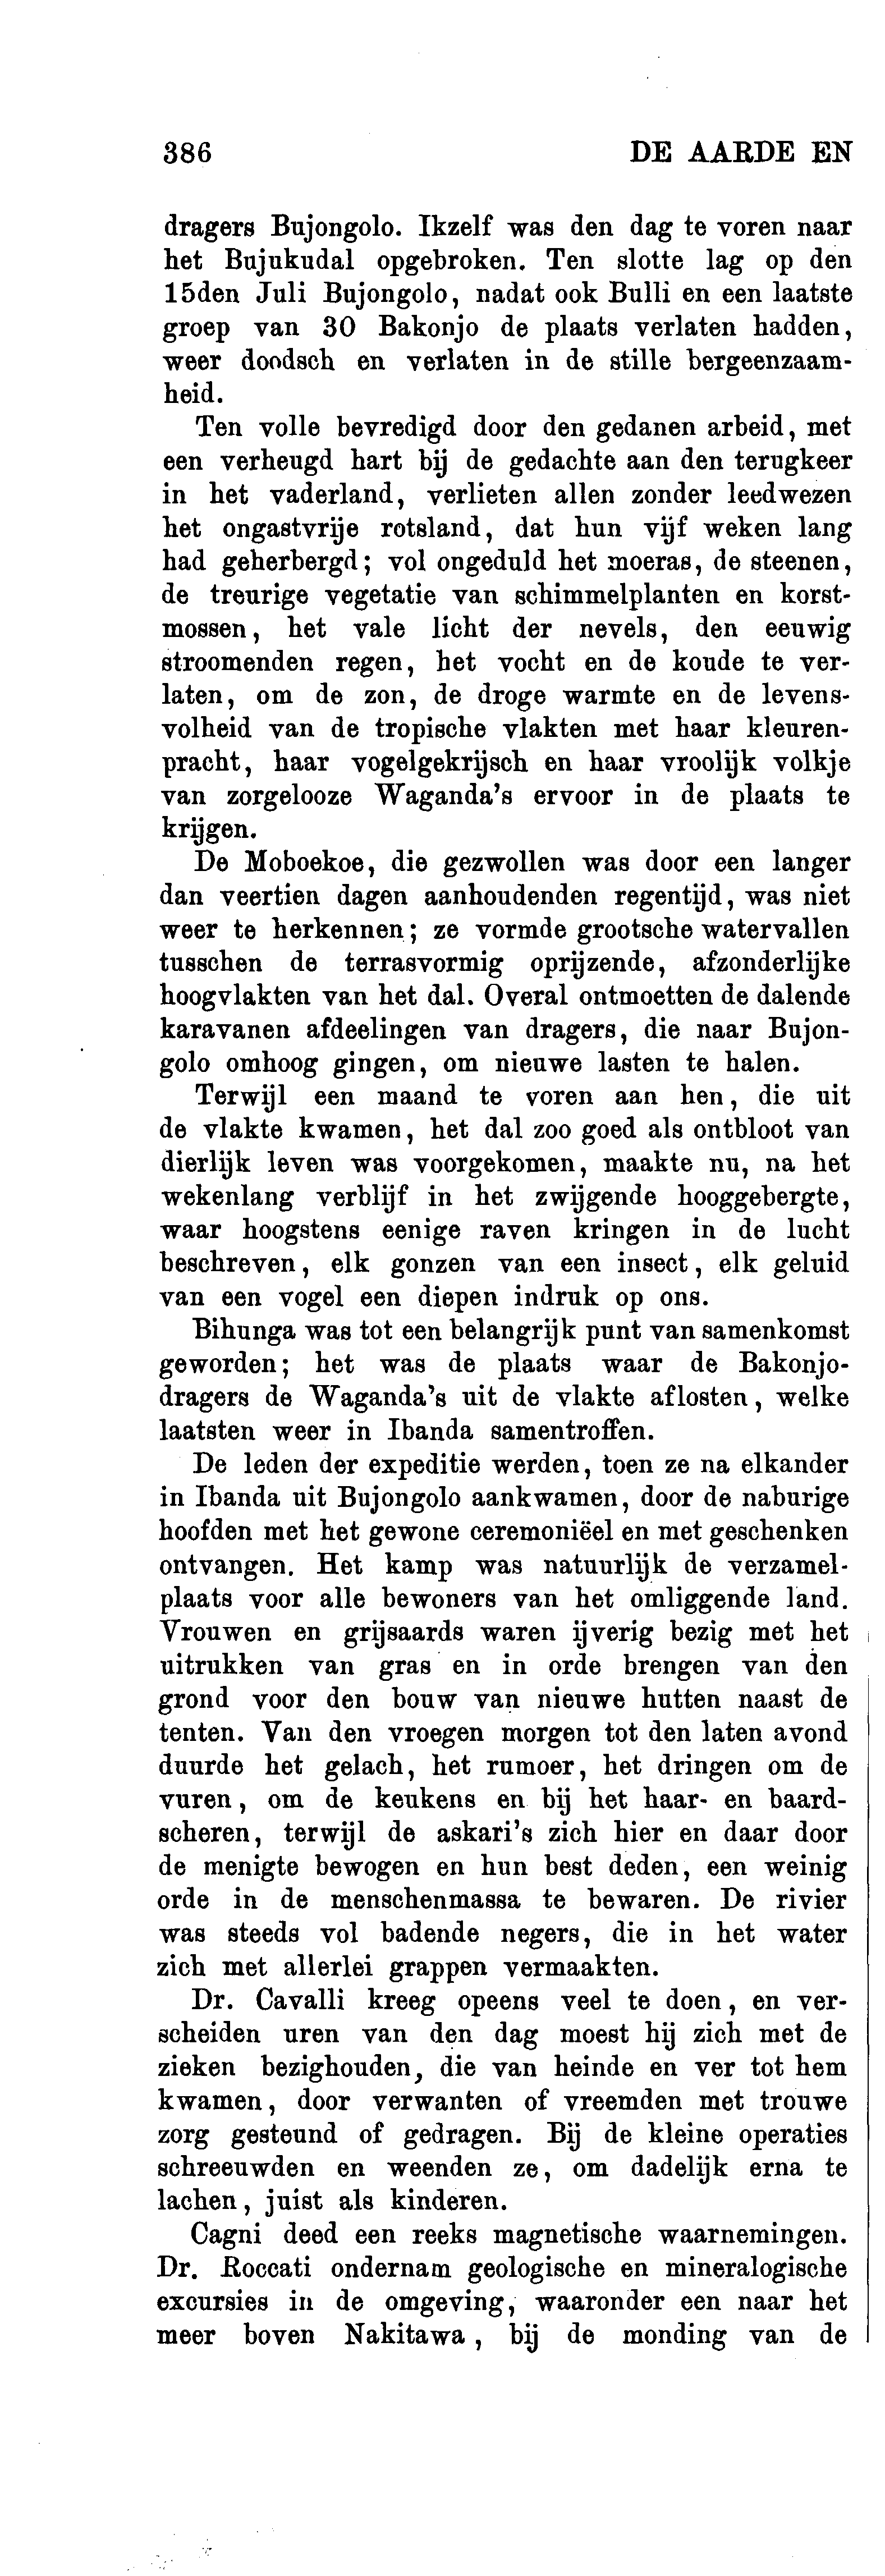 386 DE AARDE EN
dragers Bujongolo. Ikzelf was den dag te voren naar
het Bujukudal opgebroken. Ten slotte lag op den
15den Juli Bujongolo, nadat ook Bulli en een laatste
groep van 30 Bakonjo de plaats verlaten hadden,
weer doodsch en verlaten in de stille bergeenzaam-
heid.
Ten volle bevredigd door den gedanen arbeid, met
een verheugd hart bij de gedachte aan den terugkeer
in het vaderland, verlieten allen zonder leedwezen
het ongastvrije rotsland, dat hun vijf weken lang
had geherbergd; vol ongeduld het moeras, de steenen,
de treurige vegetatie van schimmelplanten en korst-
mossen, het vale licht der nevels, den eeuwig
stroomenden regen, het vocht en de koude te ver-
laten, om de zon, de droge warmte en de levens-
volheid van de tropische vlakten met haar kleuren-
pracht, haar vogelgekrijsch en haar vroolijk volkje
van zorgelooze Waganda's ervoor in de plaats te
krijgen.
De Moboekoe, die gezwollen was door een langer
dan veertien dagen aanhoudenden regentijd, was niet
weer te herkennen; ze vormde grootsche watervallen
tusschen de terrasvormig oprijzende, afzonderlijke
hoogvlakten van het dal. Overal ontmoetten de dalende
karavanen afdeelingen van dragers, die naar Bujon-
golo omhoog gingen, om nieuwe lasten te halen.
Terwijl een maand te voren aan hen, die uit
de vlakte kwamen, het dal zoo goed als ontbloot van
dierlijk leven was voorgekomen, maakte nu, na het
wekenlang verblijf in het zwijgende hooggebergte,
waar hoogstens eenige raven kringen in de lucht
beschreven, elk gonzen van een insect, elk geluid
van een vogel een diepen indruk op ons.
Bihunga was tot een belangrijk punt van samenkomst
geworden; het was de plaats waar de Bakonjo-
dragers de Waganda's uit de vlakte aflosten, welke
laatsten weer in Ibanda samentroffen.
De leden der expeditie werden, toen ze na elkander
in Ibanda uit Bujongolo aankwamen, door de naburige
hoofden met het gewone ceremonieël en met geschenken
ontvangen. Het kamp was natuurlijk de verzamel-
plaats voor alle bewoners van het omliggende land.
Vrouwen en grijsaards waren ijverig bezig met het
uitrukken van gras en in orde brengen van den
grond voor den bouw van nieuwe hutten naast de
tenten. Van den vroegen morgen tot den laten avond
duurde het gelach, het rumoer, het dringen om de
vuren, om de keukens en bij het haar- en baard-
scheren, terwijl de askari's zich hier en daar door
de menigte bewogen en hun best deden, een weinig
orde in de menschenmassa te bewaren. De rivier
was steeds vol badende negers, die in het water
zich met allerlei grappen vermaakten.
Dr. Cavalli kreeg opeens veel te doen, en ver-
scheiden uren van den dag moest hij zich met de
zieken bezighouden, die van heinde en ver tot hem
kwamen, door verwanten of vreemden met trouwe
zorg gesteund of gedragen. Bij de kleine operaties
schreeuwden en weenden ze, om dadelijk erna te
lachen, juist als kinderen.
Cagni deed een reeks magnetische waarnemingen.
Dr. Roccati ondernam geologische en mineralogische
excursies in de omgeving, waaronder een naar het
meer boven Nakitawa, bij de monding van de